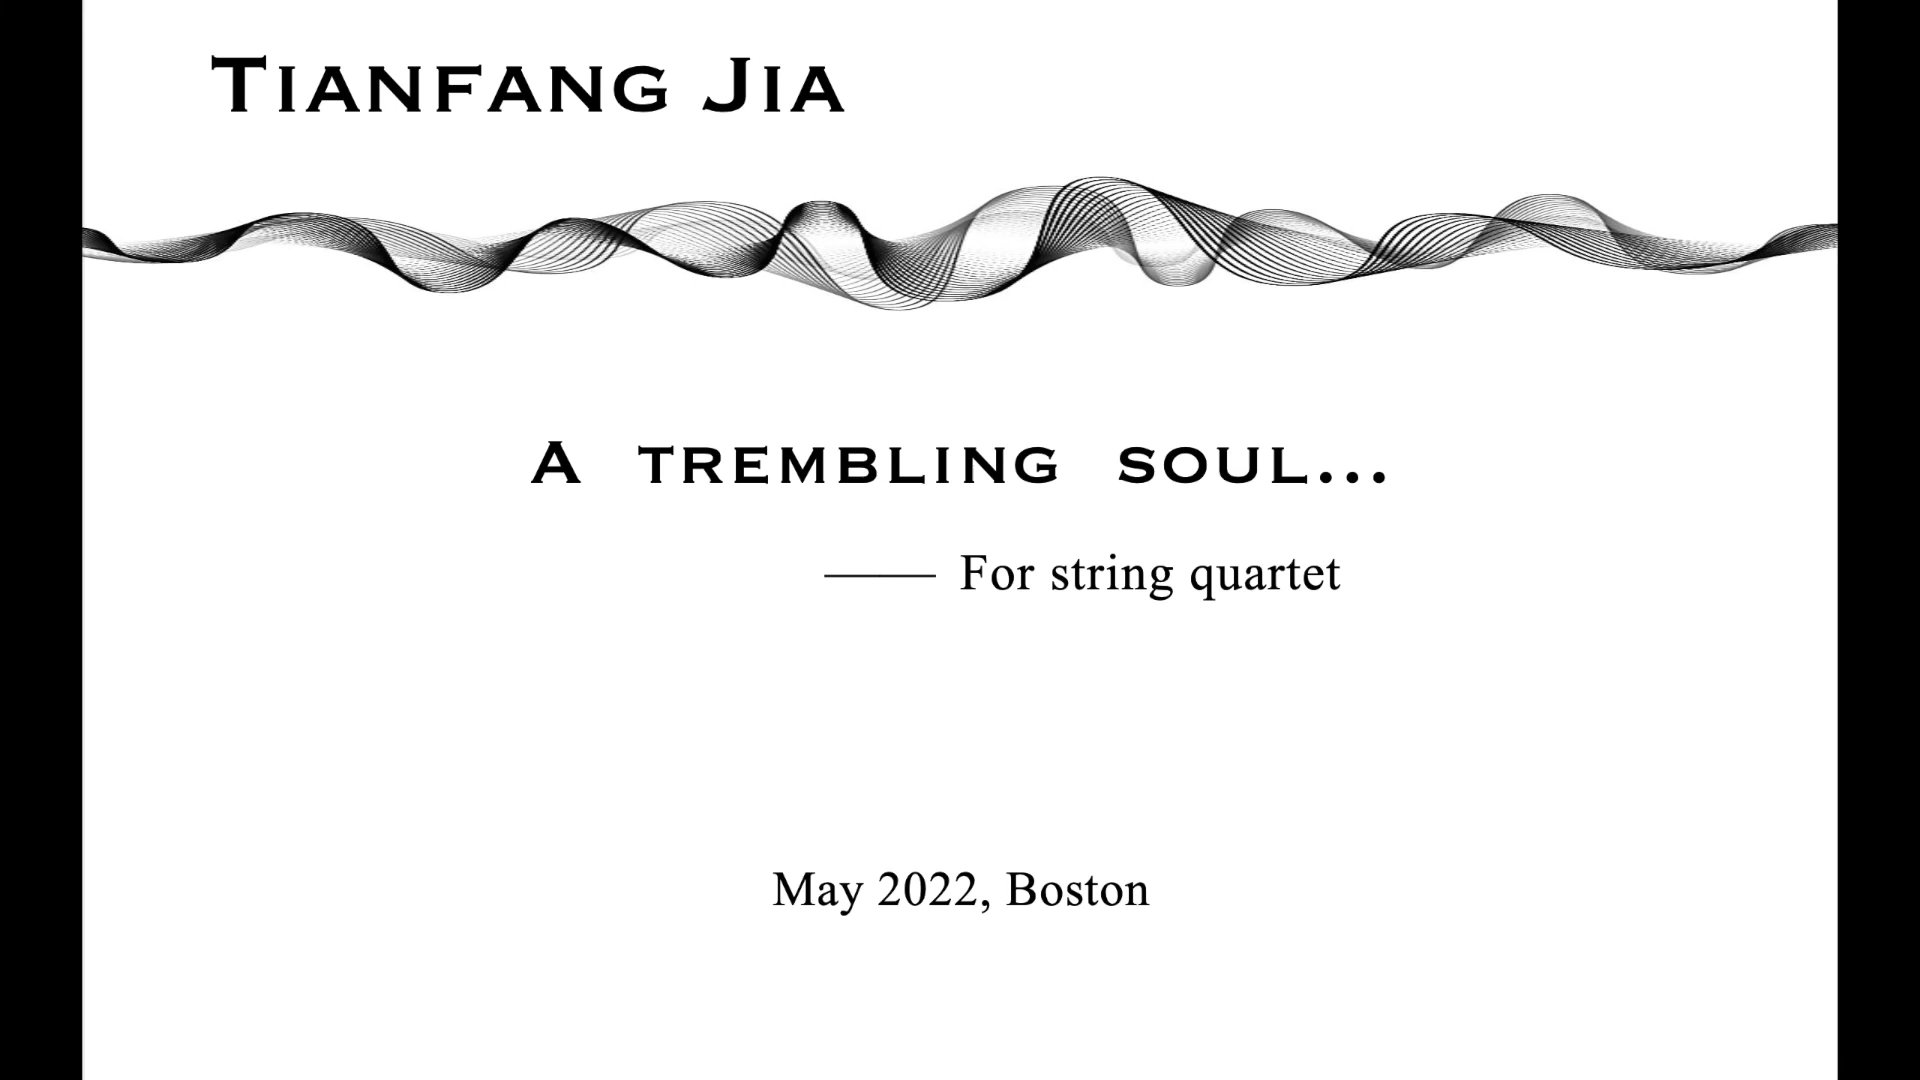 TIANFANG JIA
A TREMBLING SOUL...
—— For string quartet
May 2022, Boston